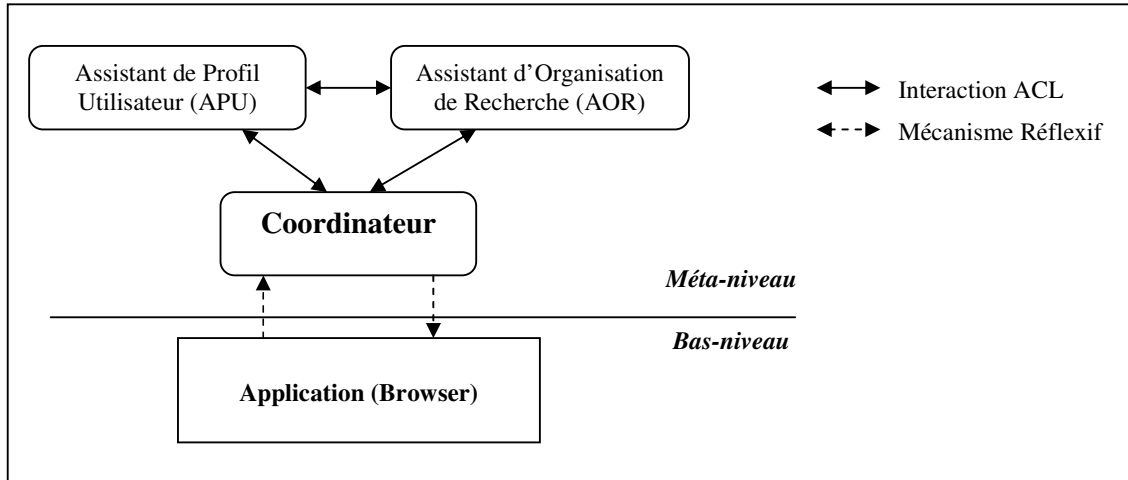 Assistant de Profil
Utilisateur (APU)
Assistant d’Organisation
de Recherche (AOR)
Interaction ACL
Mécanisme Réflexif
Coordinateur
Méta-niveau
Bas-niveau
Application (Browser)